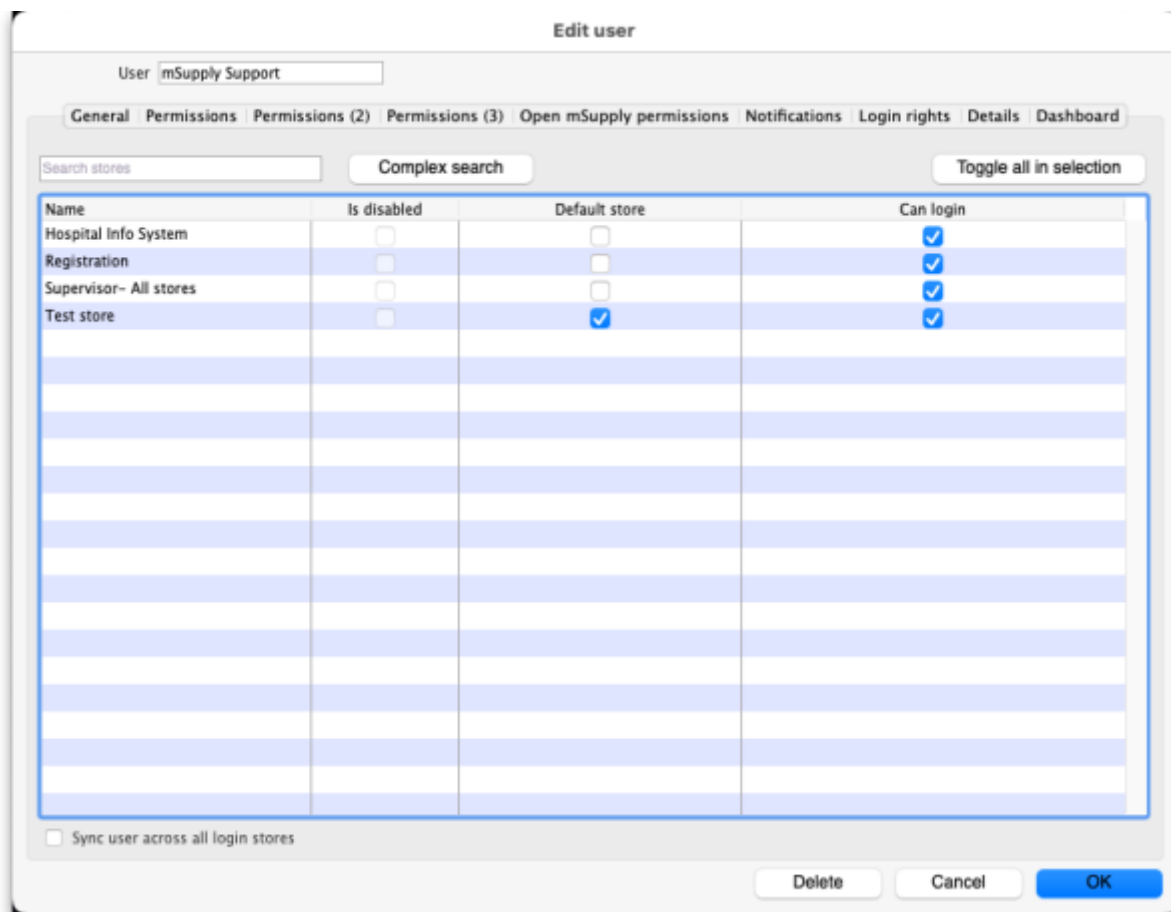 Edit user
User mSupply Support
General Permissions Permissions (2) Permissions (3) Open mSupply permissions Notifications Login rights Details Dashboard
Search stores Complex search Toggle all in selection
Name Is disabled Default store Can login
Hospital Info System
Registration
Supervisor- All stores
Test store
Sync user across all login stores
Delete Cancel OK